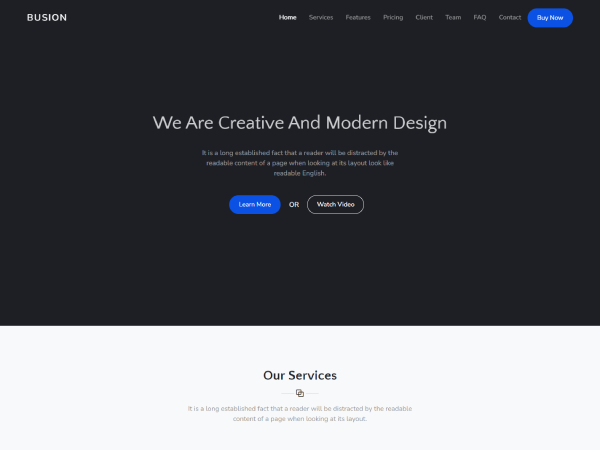 BUSION
Home Services Features Pricing Client Team FAQ Contact Buy Now
We Are Creative And Modern Design
It is a long established fact that a reader will be distracted by the
readable content of a page when looking at its layout look like
readable English.
Learn More OR Watch Video
Our Services
It is a long established fact that a reader will be distracted by the readable
content of a page when looking at its layout.